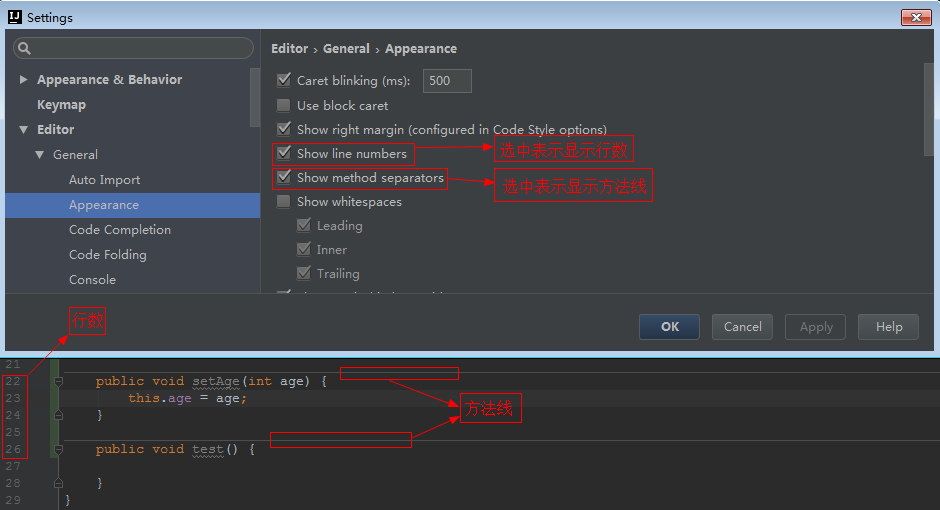 Settings
Editor › General › Appearance
Appearance & Behavior
Keymap
Editor
General
Auto Import
Appearance
Code Completion
Code Folding
Console
Caret blinking (ms): 500
Use block caret
Show right margin (configured in Code Style options)
Show line numbers
选中表示显示行数
Show method separators
选中表示显示方法线
Show whitespaces
Leading
Inner
Trailing
行数
OK Cancel Apply Help
21
22 public void setAge(int age) {
23 this.age = age;
24 }
方法线
25
26 public void test() {
27
28 }
29 }